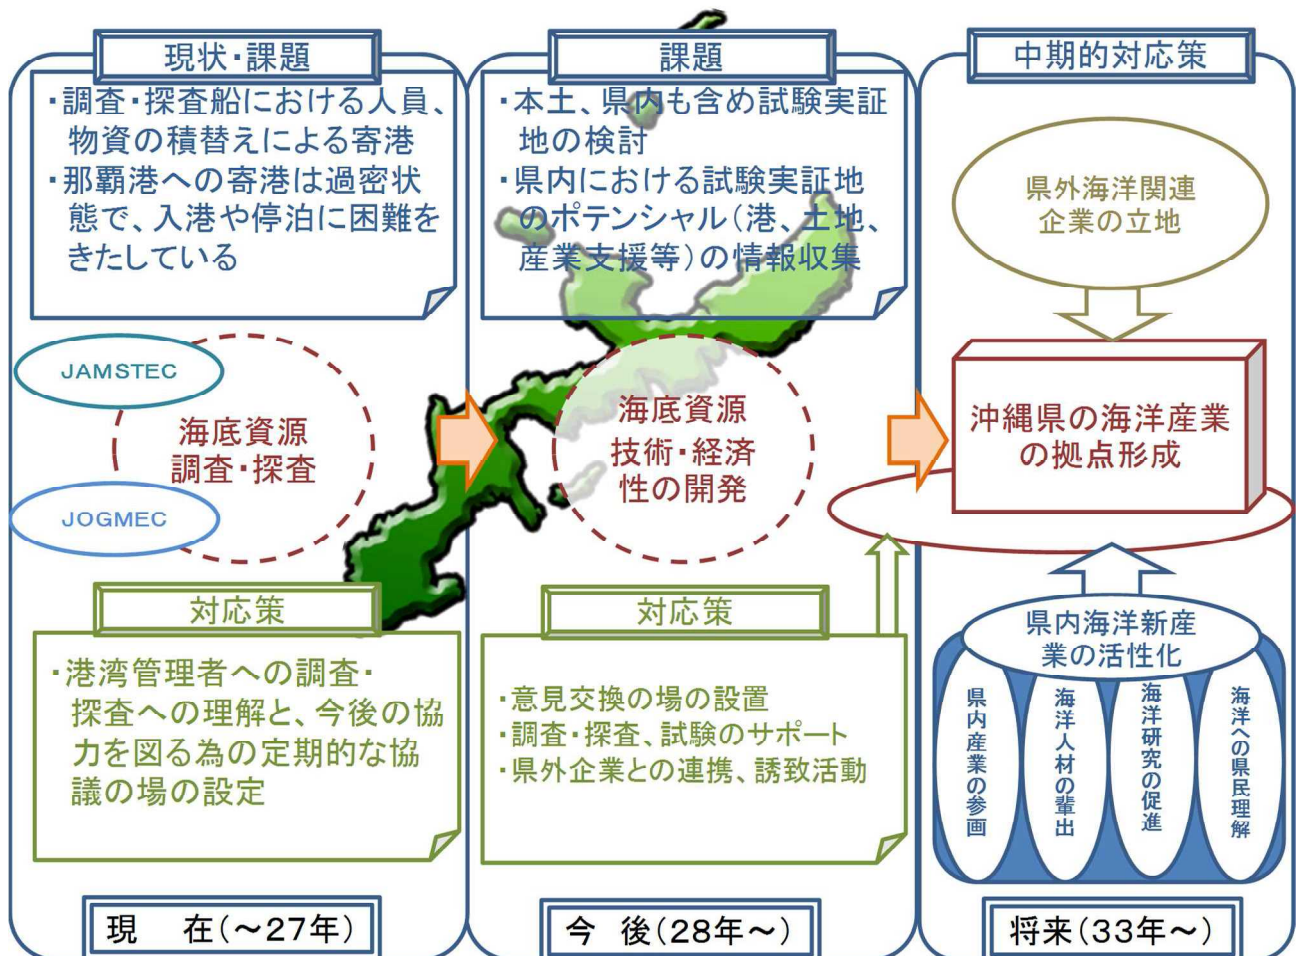 現状・課題
・調査・探査船における人員、
物資の積替えによる寄港
・那覇港への寄港は過密状
態で、入港や停泊に困難を
きたしている
JAMSTEC
海底資源
調査・探査
JOGMEC
対応策
・港湾管理者への調査・
探査への理解と、今後の協
力を図る為の定期的な協
議の場の設定
現　在(～27年)
課題
・本土、県内も含め試験実証
地の検討
・県内における試験実証地
のポテンシャル(港、土地、
産業支援等)の情報収集
海底資源
技術・経済
性の開発
対応策
・意見交換の場の設置
・調査・探査、試験のサポート
・県外企業との連携、誘致活動
今 後(28年～)
中期的対応策
県外海洋関連
企業の立地
沖縄県の海洋産業
の拠点形成
県内海洋新産
業の活性化
県内産業の参画
海洋人材の輩出
海洋研究の促進
海洋への県民理解
将来(33年～)